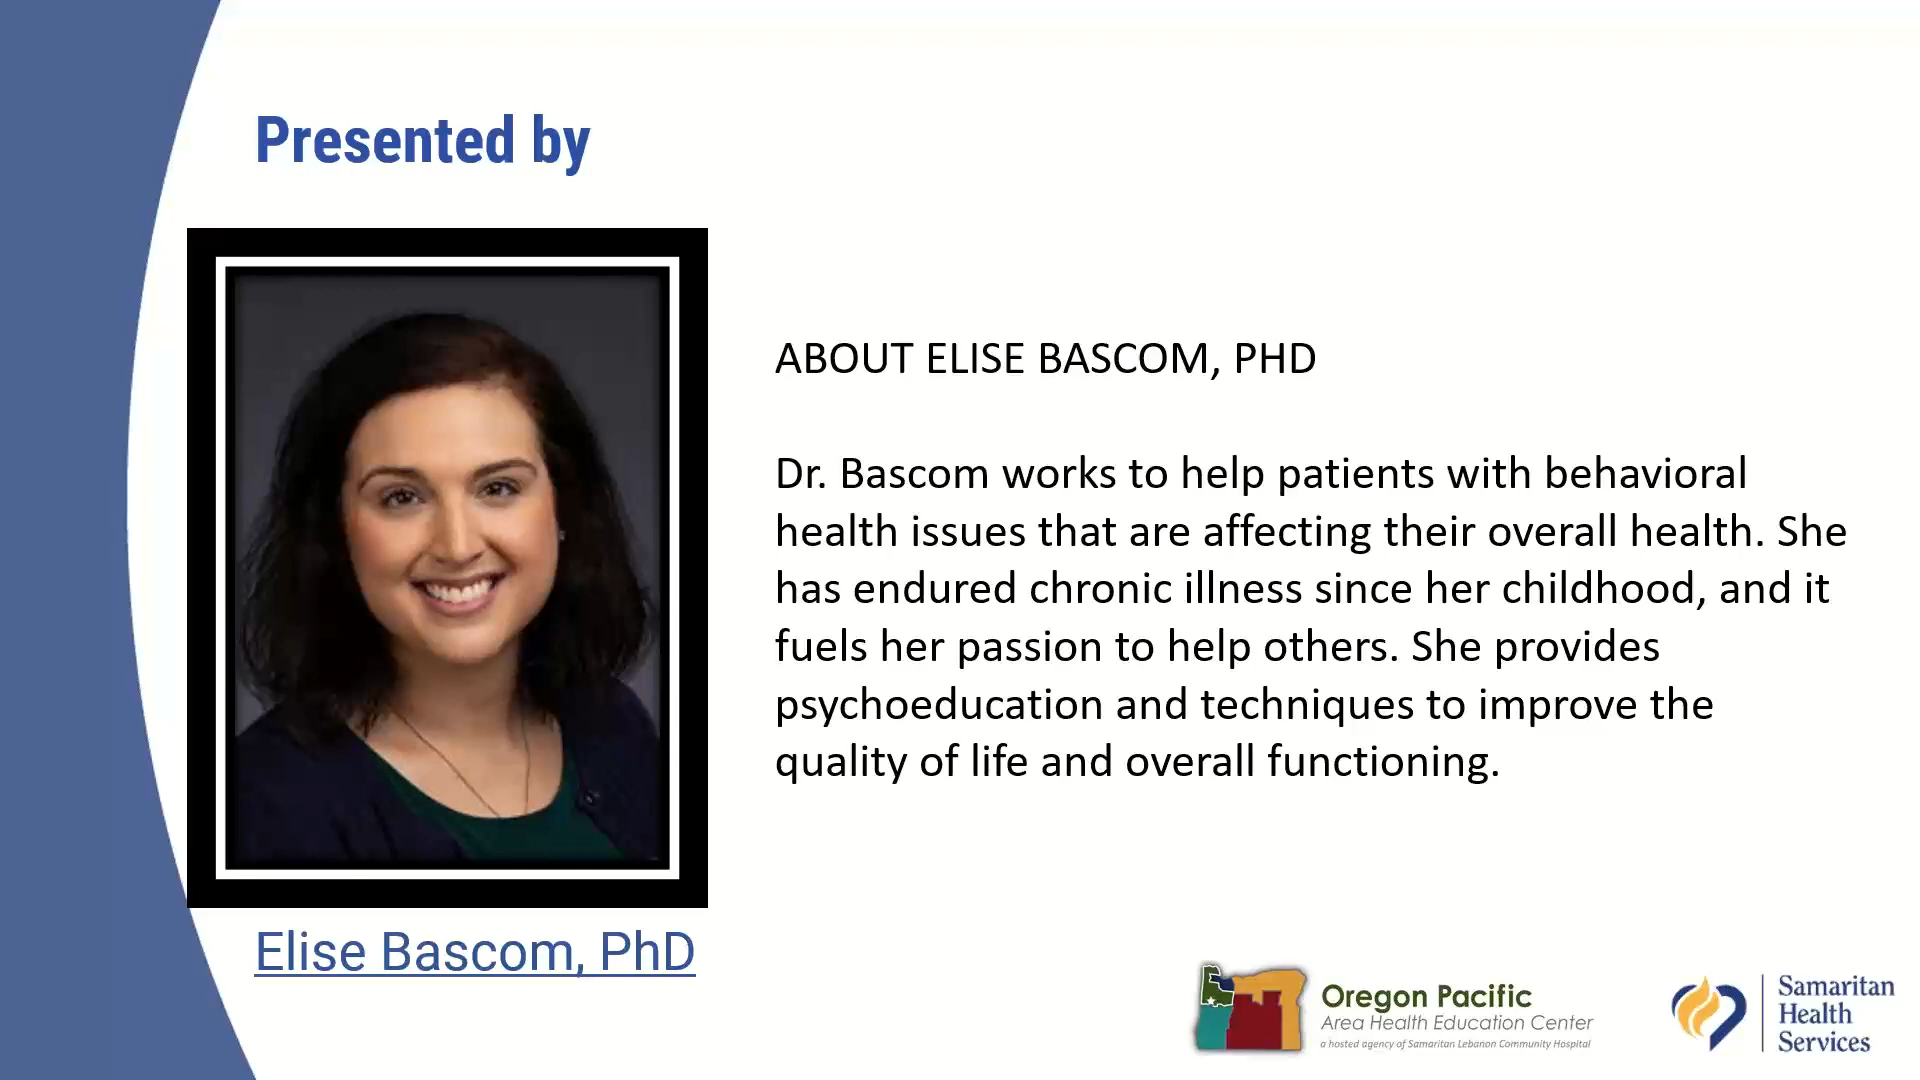 Presented by
ABOUT ELISE BASCOM, PHD
Dr. Bascom works to help patients with behavioral
health issues that are affecting their overall health. She
has endured chronic illness since her childhood, and it
fuels her passion to help others. She provides
psychoeducation and techniques to improve the
quality of life and overall functioning.
Elise Bascom, PhD
Oregon Pacific
Area Health Education Center
a hosted agency of Samaritan Lebanon Community Hospital
Samaritan
Health
Services